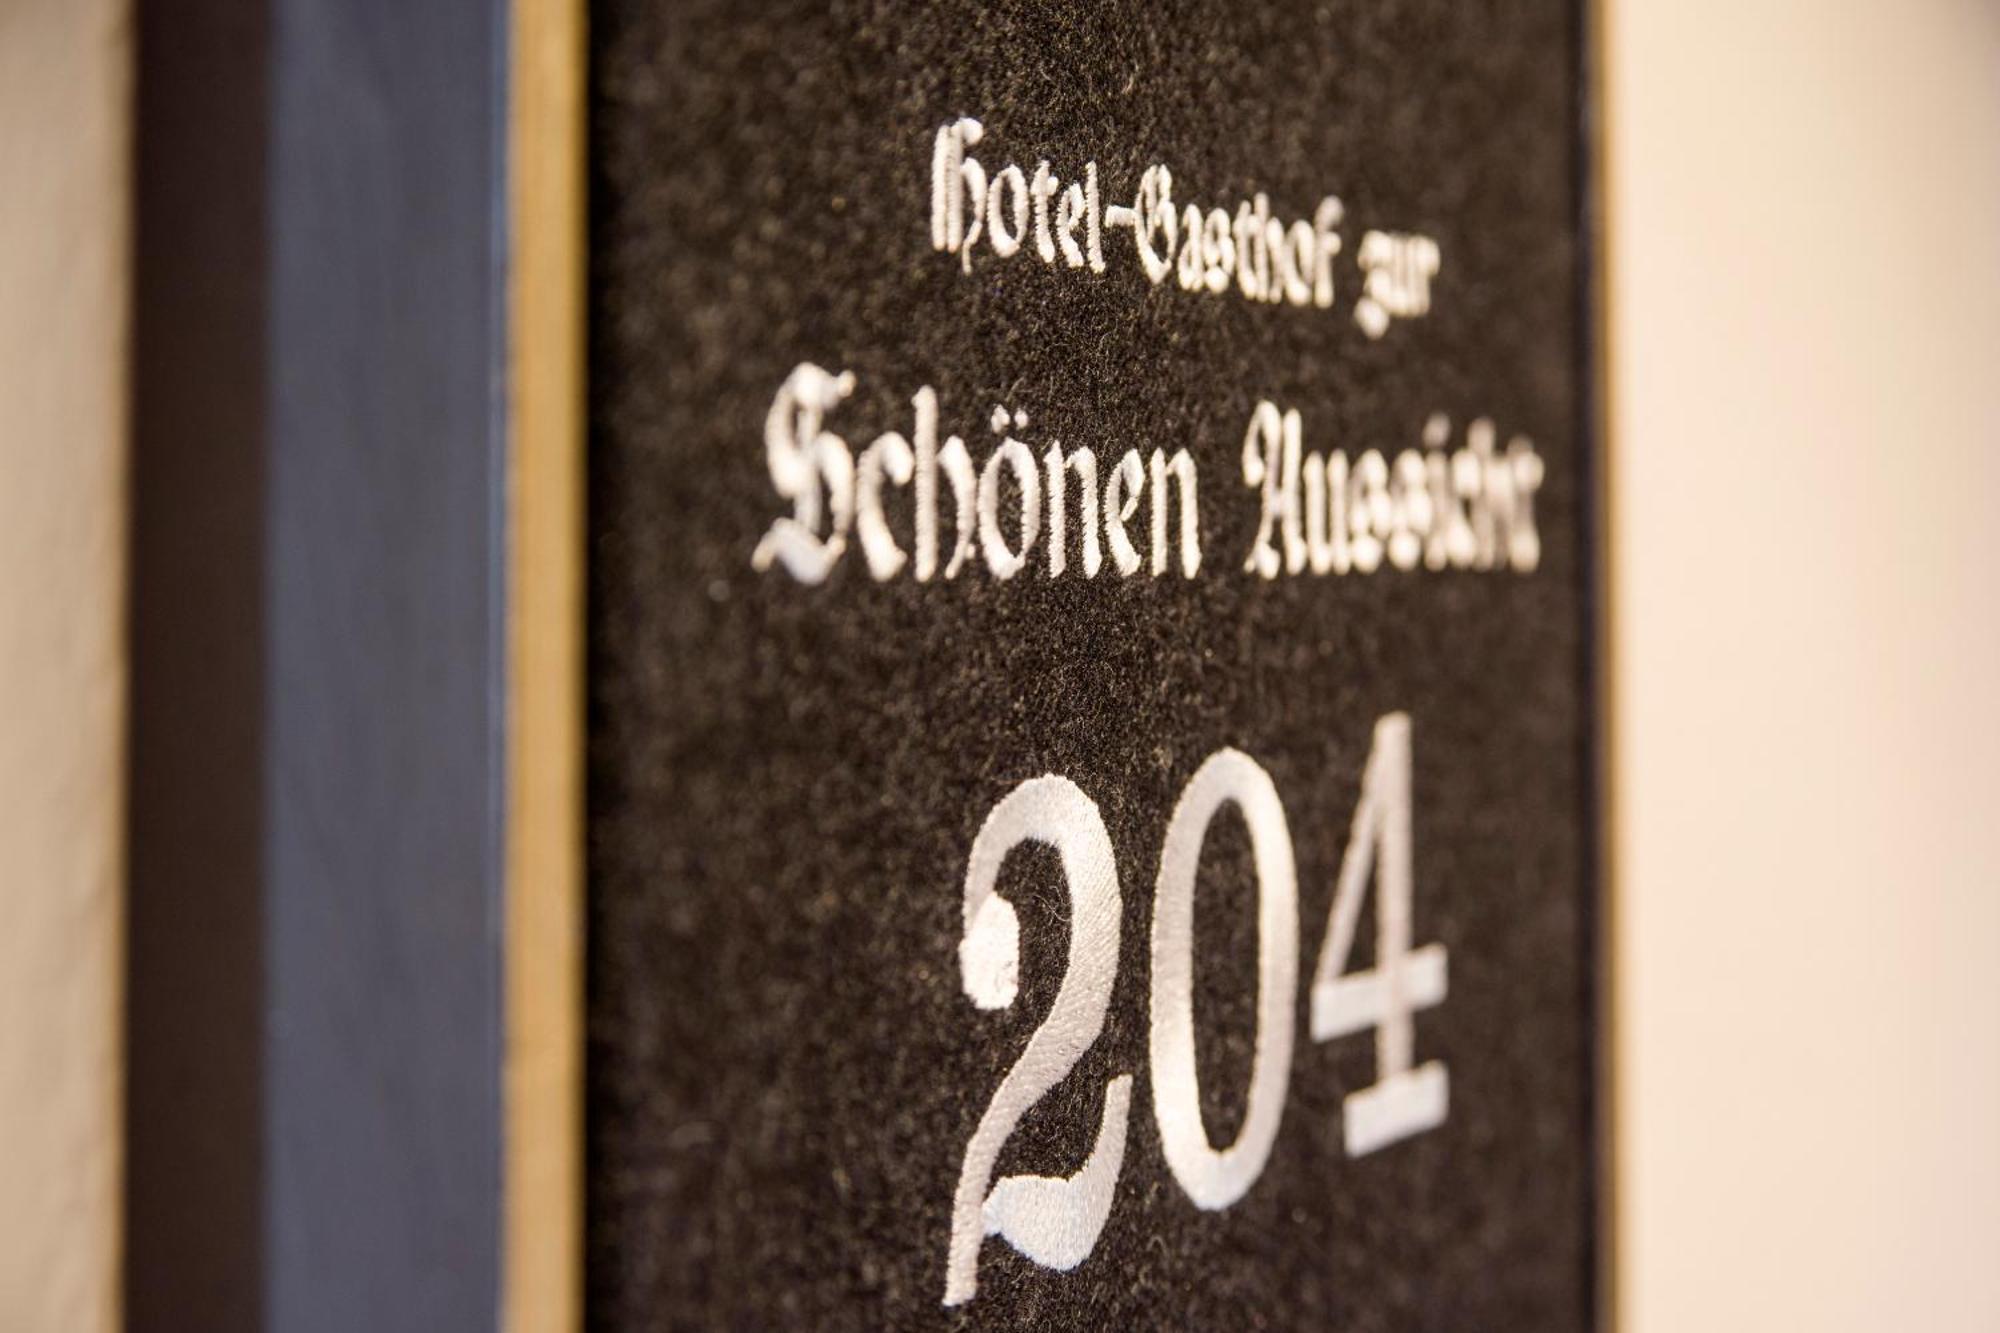 Hotel-Gasthof zur
Schönen Aussicht
204